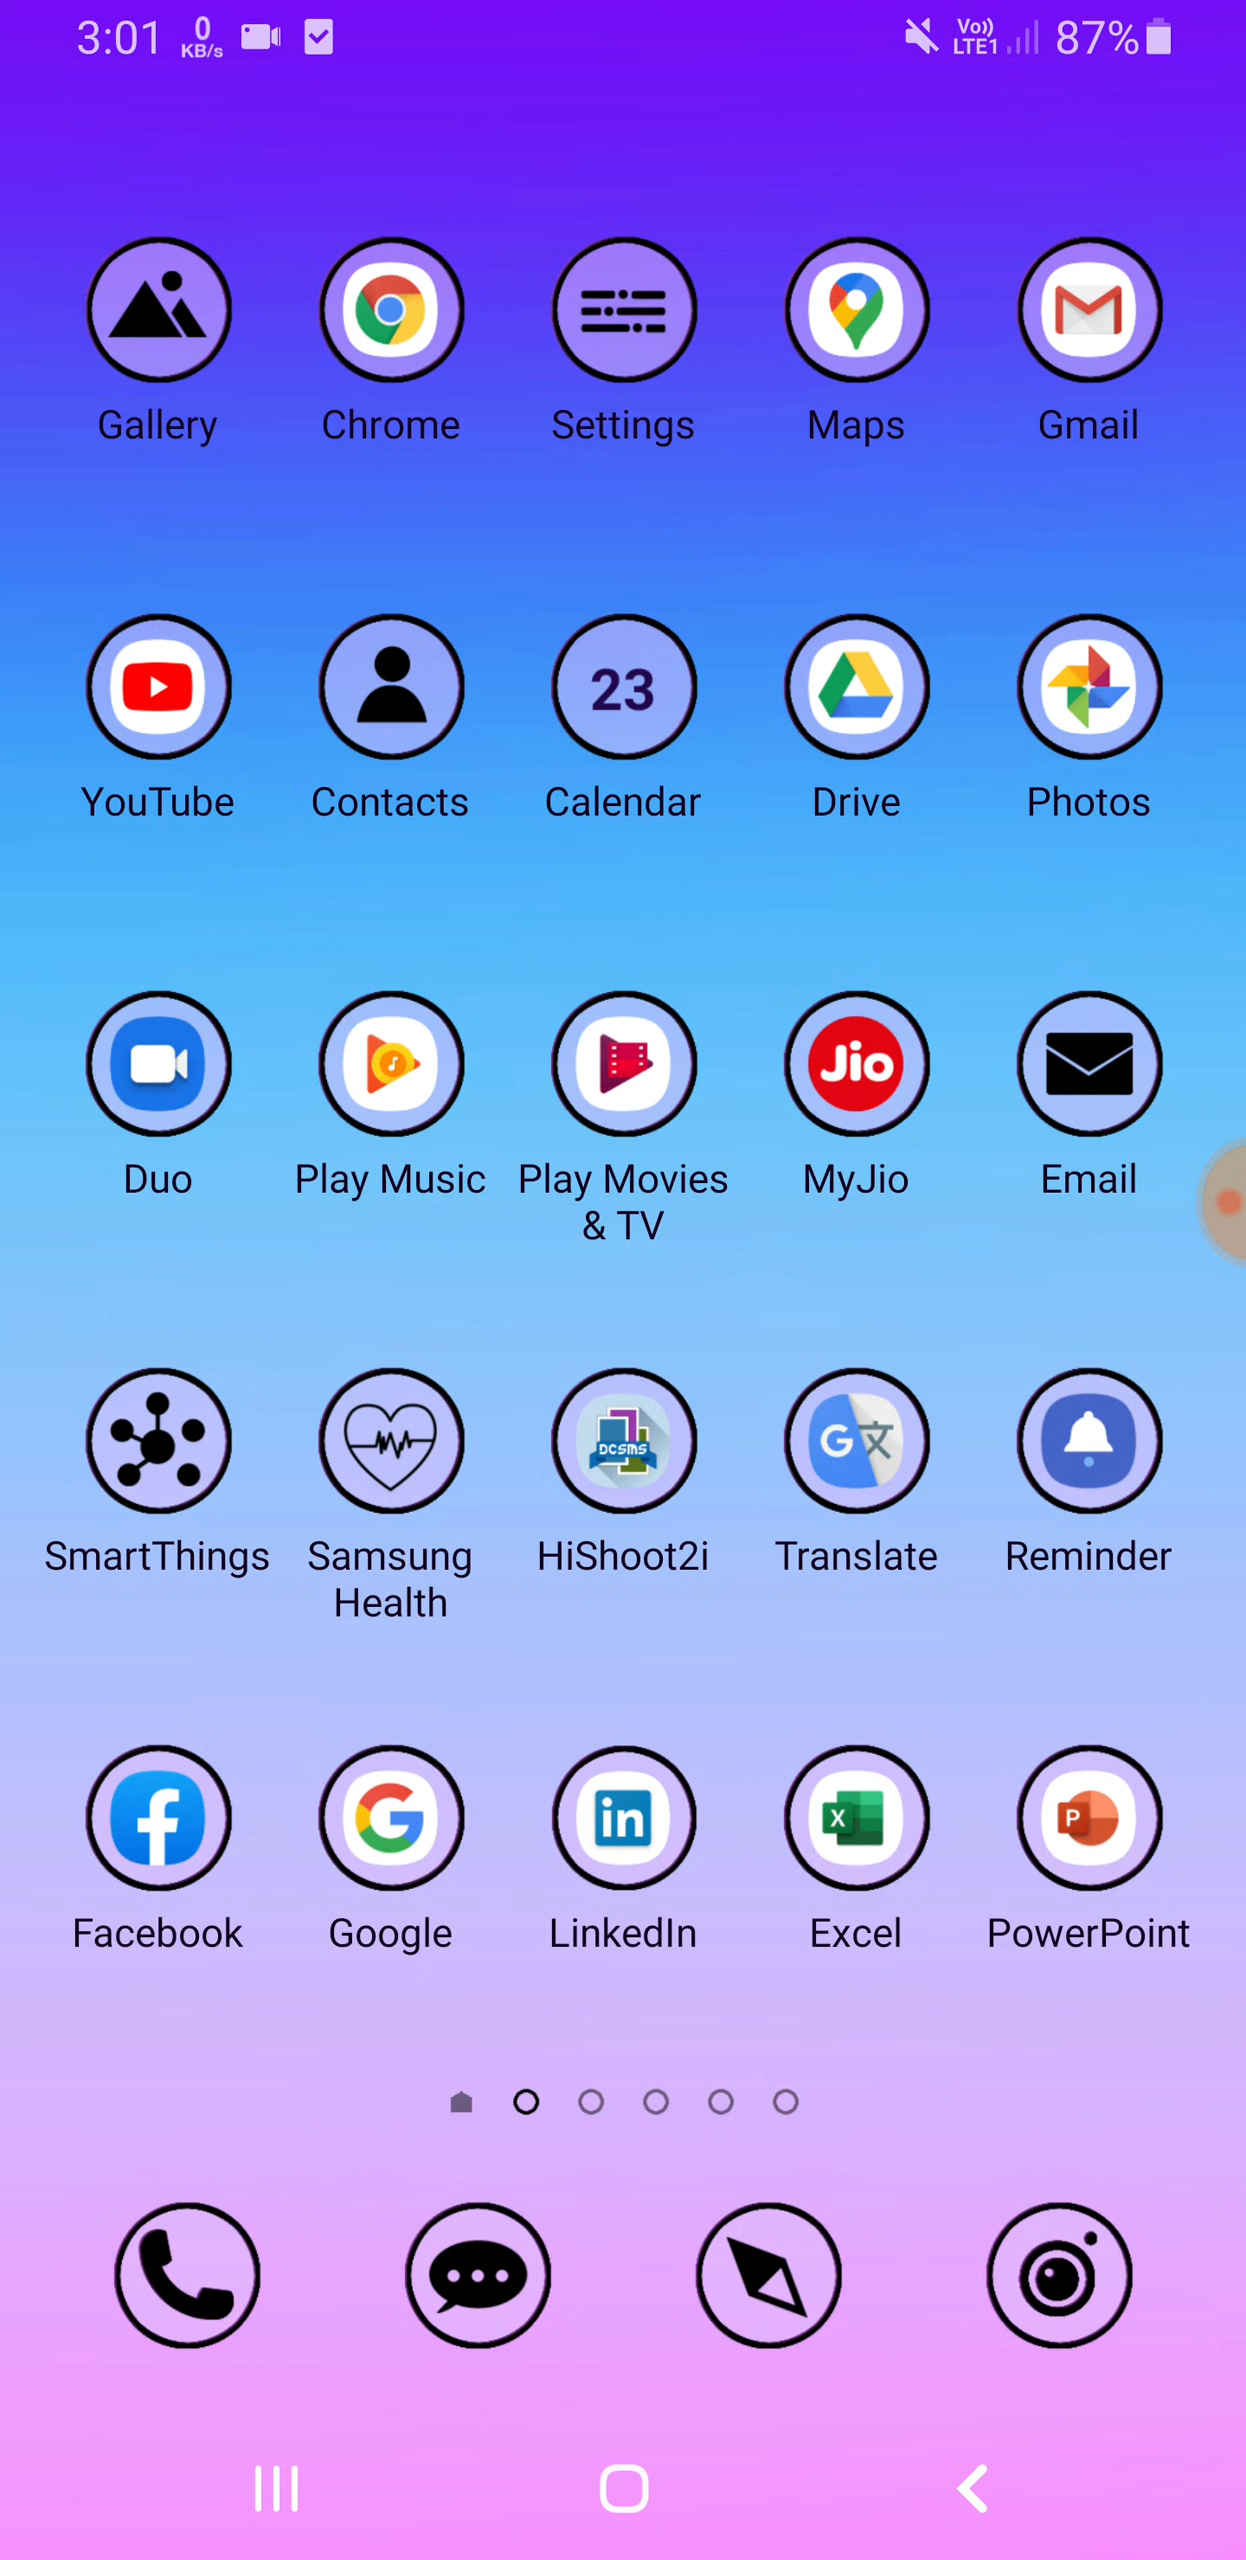 3:01 0 KB/s Vo)) LTE1 87%
Gallery Chrome Settings Maps Gmail
23
YouTube Contacts Calendar Drive Photos
Jio
Duo Play Music Play Movies & TV MyJio Email
DCSMS
G 文
SmartThings Samsung Health HiShoot2i Translate Reminder
f G in X P
Facebook Google LinkedIn Excel PowerPoint